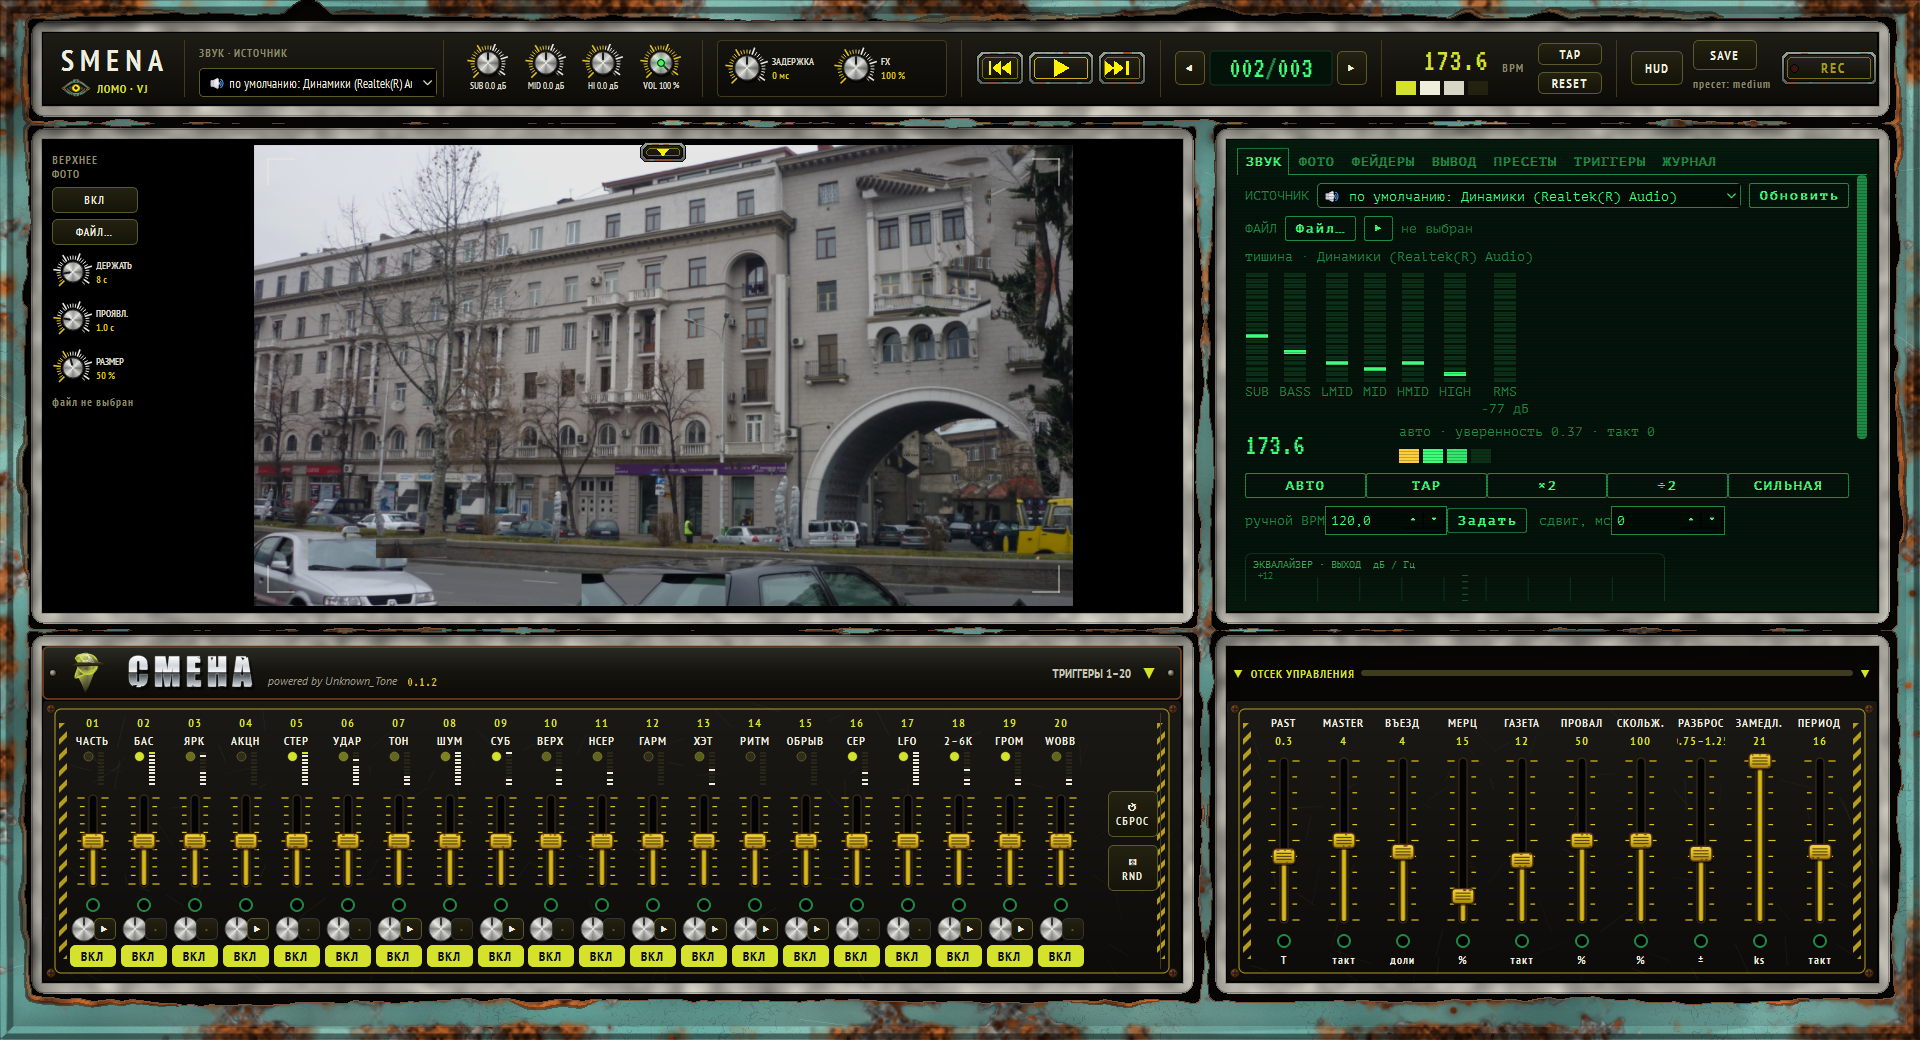 SMENA
ЛОМО · VJ
ЗВУК · ИСТОЧНИК
по умолчанию: Динамики (Realtek(R) Au
SUB 0.0 дБ
MID 0.0 дБ
HI 0.0 дБ
VOL 100 %
ЗАДЕРЖКА
0 мс
FX
100 %
002/003
173.6
BPM
TAP
RESET
HUD
SAVE
пресет: medium
REC
ВЕРХНЕЕ
ФОТО
ВКЛ
ФАЙЛ…
ДЕРЖАТЬ
8 с
ПРОЯВЛ.
1.0 с
РАЗМЕР
50 %
файл не выбран
ЗВУК ФОТО ФЕЙДЕРЫ ВЫВОД ПРЕСЕТЫ ТРИГГЕРЫ ЖУРНАЛ
ИСТОЧНИК по умолчанию: Динамики (Realtek(R) Audio) Обновить
ФАЙЛ Файл… не выбран
тишина · Динамики (Realtek(R) Audio)
SUB BASS LMID MID HMID HIGH RMS
-77 дБ
авто · уверенность 0.37 · такт 0
173.6
АВТО TAP ×2 ÷2 СИЛЬНАЯ
ручной BPM 120,0 Задать сдвиг, мс 0
ЭКВАЛАЙЗЕР · ВЫХОД дБ / Гц
+12
СМЕНА
powered by Unknown_Tone 0.1.2
ТРИГГЕРЫ 1–20
01 02 03 04 05 06 07 08 09 10 11 12 13 14 15 16 17 18 19 20
ЧАСТЬ БАС ЯРК АКЦН СТЕР УДАР ТОН ШУМ СУБ ВЕРХ НСЕР ГАРМ ХЭТ РИТМ ОБРЫВ СЕР LFO 2-6K ГРОМ WOBB
СБРОС
RND
ВКЛ ВКЛ ВКЛ ВКЛ ВКЛ ВКЛ ВКЛ ВКЛ ВКЛ ВКЛ ВКЛ ВКЛ ВКЛ ВКЛ ВКЛ ВКЛ ВКЛ ВКЛ ВКЛ ВКЛ
ОТСЕК УПРАВЛЕНИЯ
PAST MASTER ВЪЕЗД МЕРЦ ГАЗЕТА ПРОВАЛ СКОЛЬЖ. РАЗБРОС ЗАМЕДЛ. ПЕРИОД
0.3 4 4 15 12 50 100 .75-1.2 21 16
T такт доли % такт % % ± ks такт